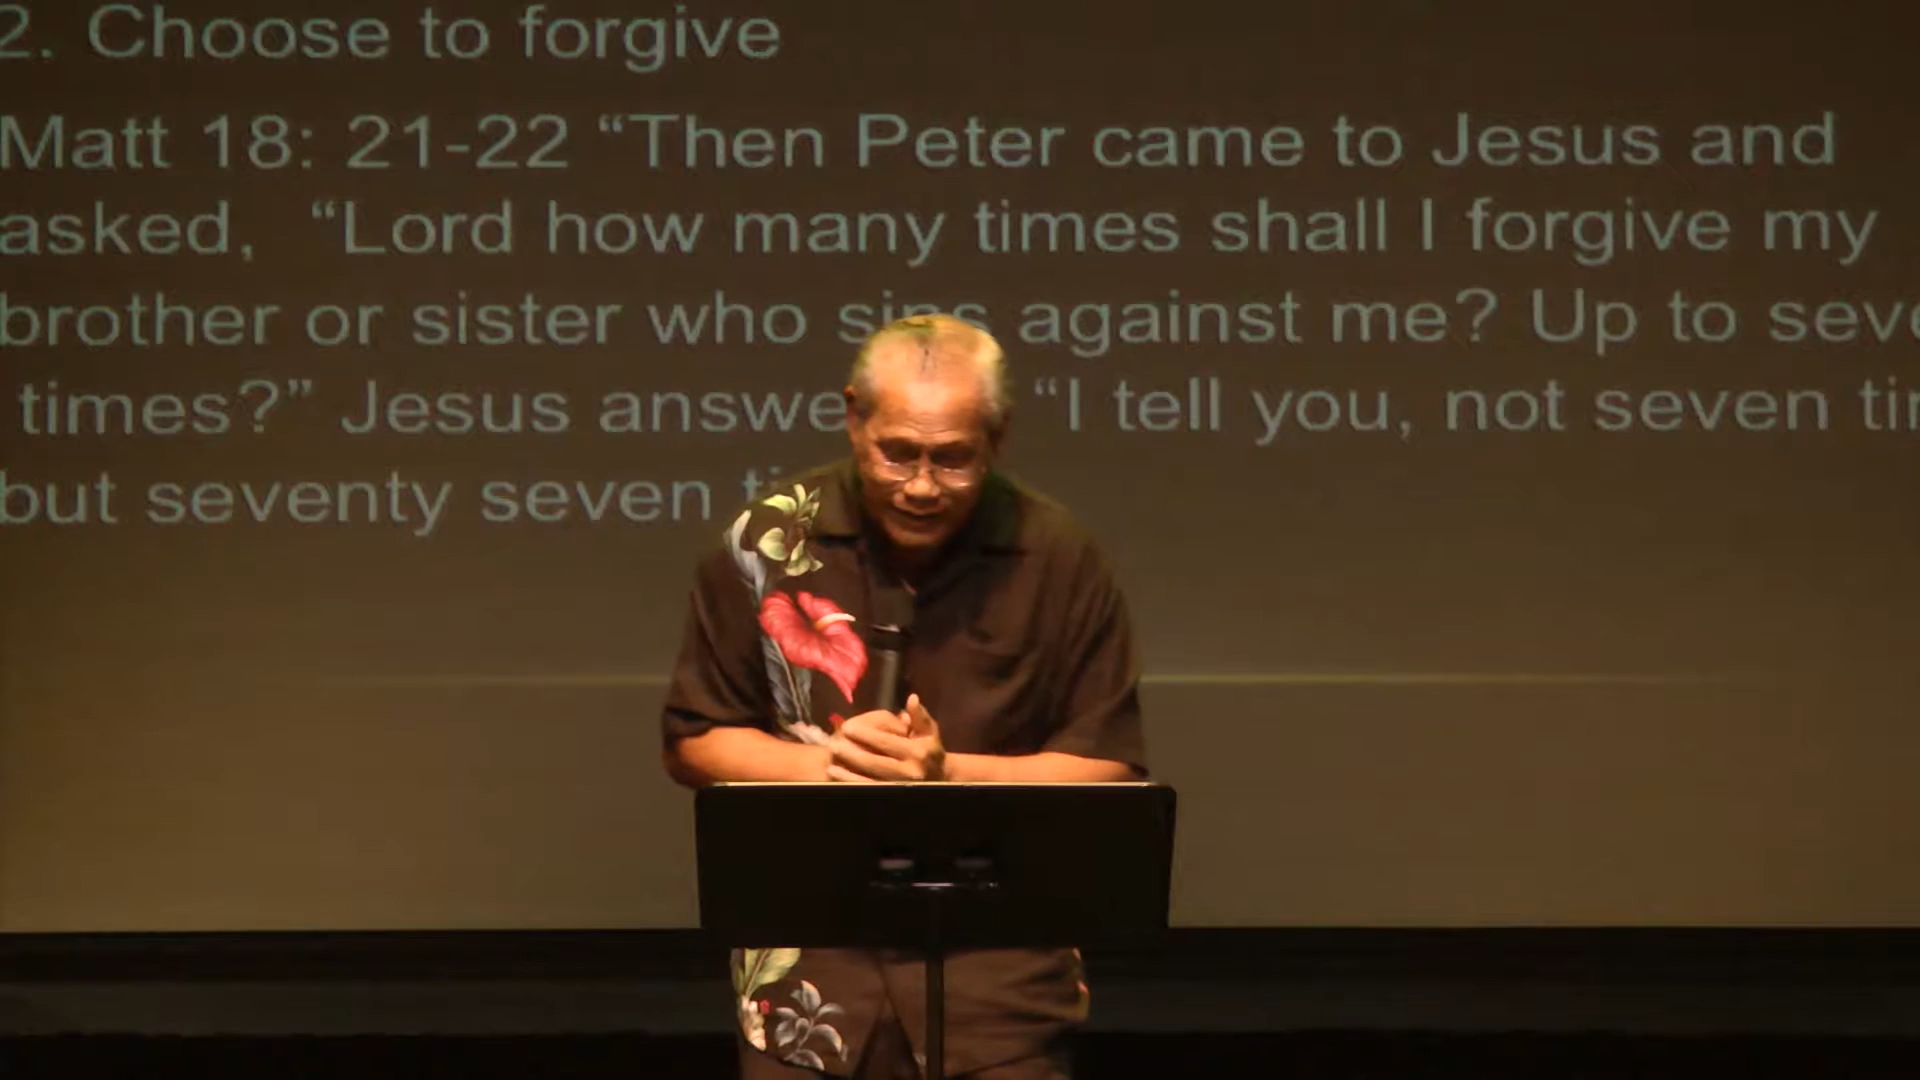 2. Choose to forgive
Matt 18: 21-22 “Then Peter came to Jesus and
asked, “Lord how many times shall I forgive my
brother or sister who sins against me? Up to
times?” Jesus “I tell you, not seven
but seventy seven